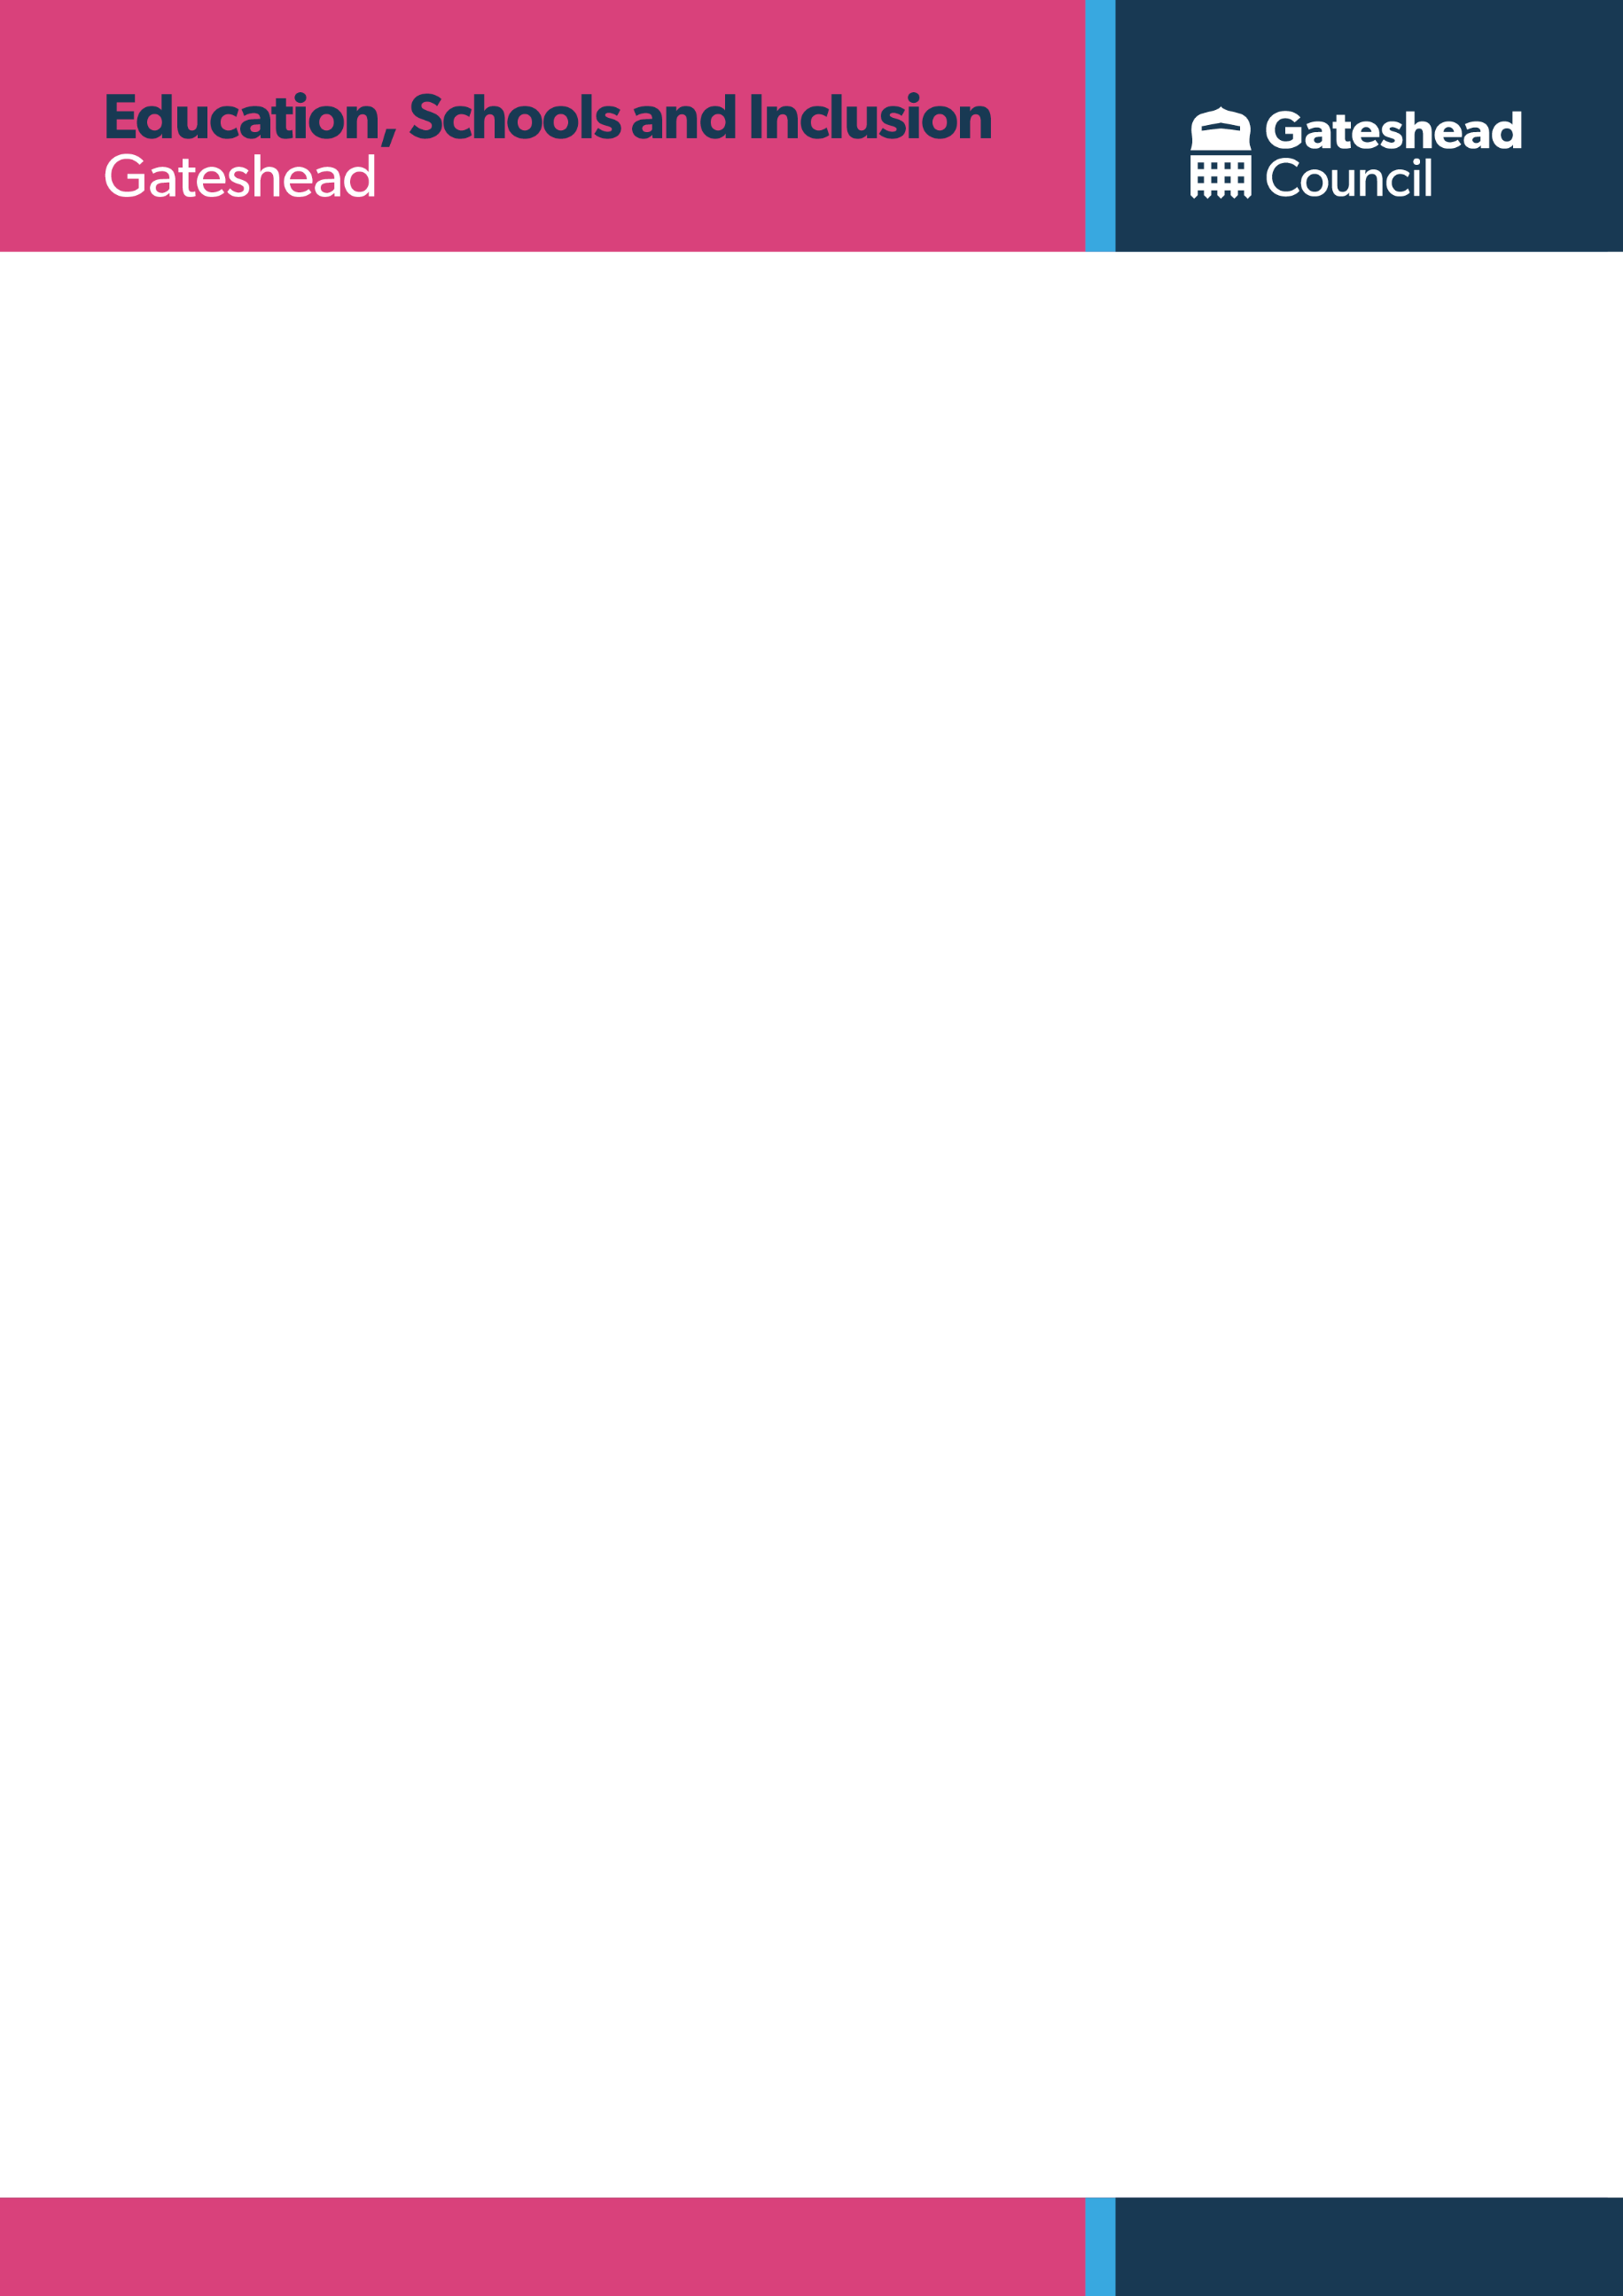 Education, Schools and Inclusion
Gateshead
Gateshead
Council